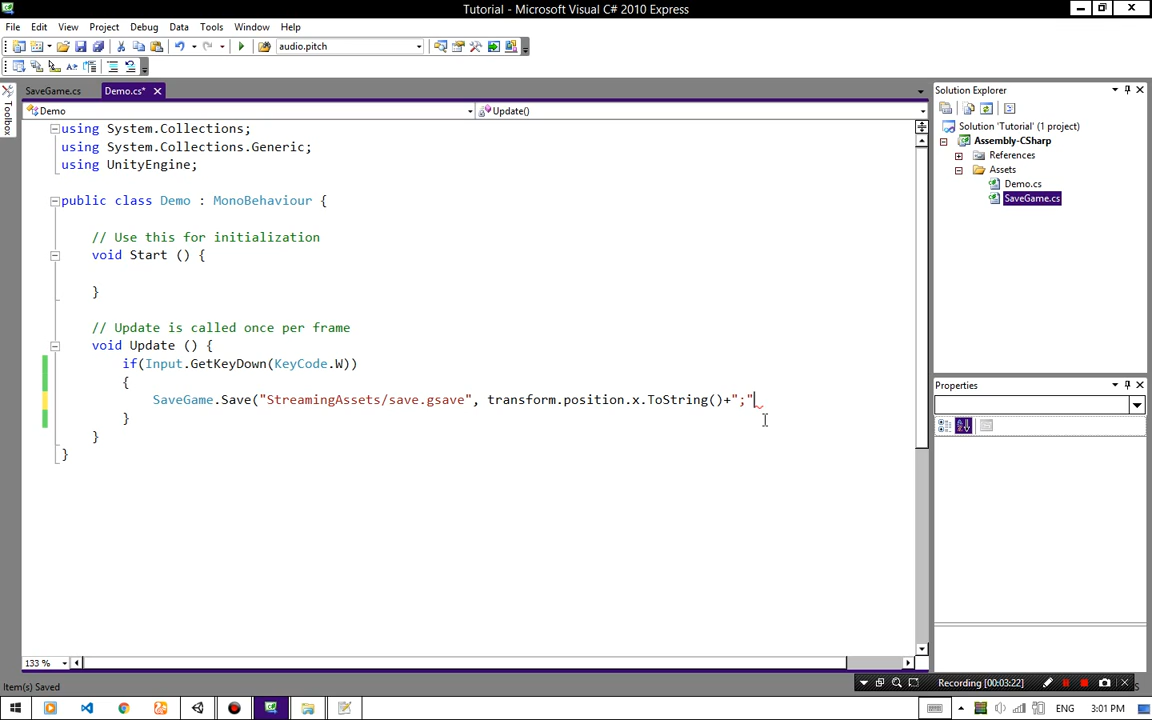 Tutorial - Microsoft Visual C# 2010 Express
File Edit View Project Debug Data Tools Window Help
audio.pitch
SaveGame.cs Demo.cs*
Demo Update()
Toolbox
using System.Collections;
using System.Collections.Generic;
using UnityEngine;
public class Demo : MonoBehaviour {
// Use this for initialization
void Start () {
}
// Update is called once per frame
void Update () {
if(Input.GetKeyDown(KeyCode.W))
{
SaveGame.Save("StreamingAssets/save.gsave", transform.position.x.ToString()+";"
}
}
}
133 %
Solution Explorer
Solution 'Tutorial' (1 project)
Assembly-CSharp
References
Assets
Demo.cs
SaveGame.cs
Properties
Item(s) Saved
Recording [00:03:22]
ENG 3:01 PM